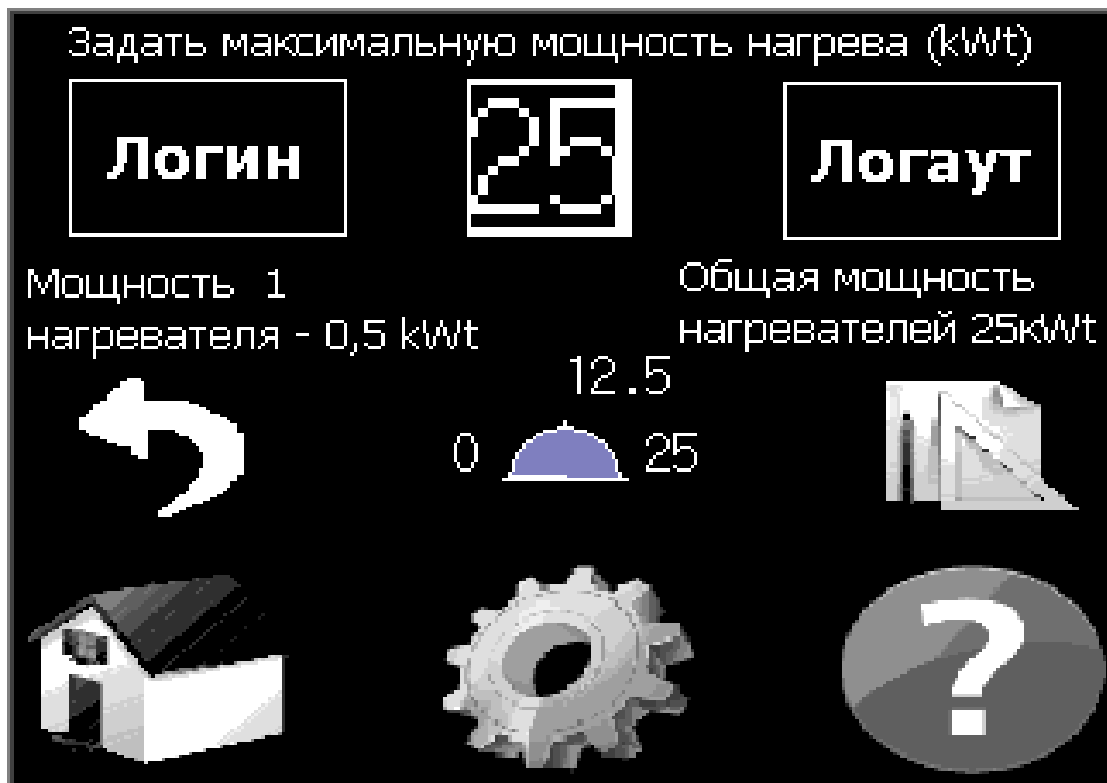 Задать максимальную мощность нагрева (kWt)
Логин
25
Логаут
Мощность 1
нагревателя - 0,5 kWt
Общая мощность
нагревателей 25кWt
12.5
0
25
?